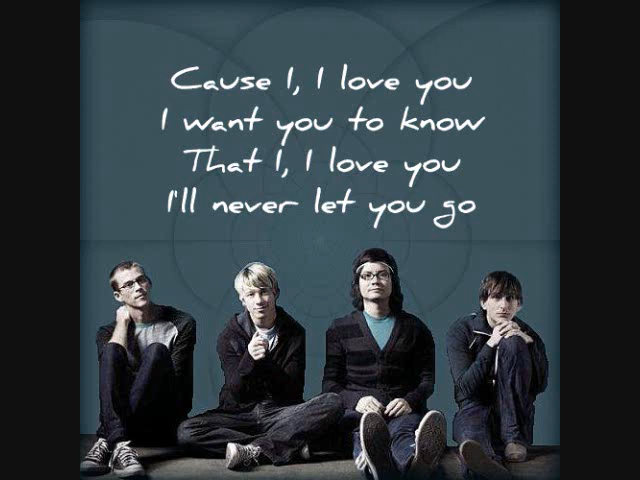 Cause I, I love you
I want you to know
That I, I love you
I'll never let you go